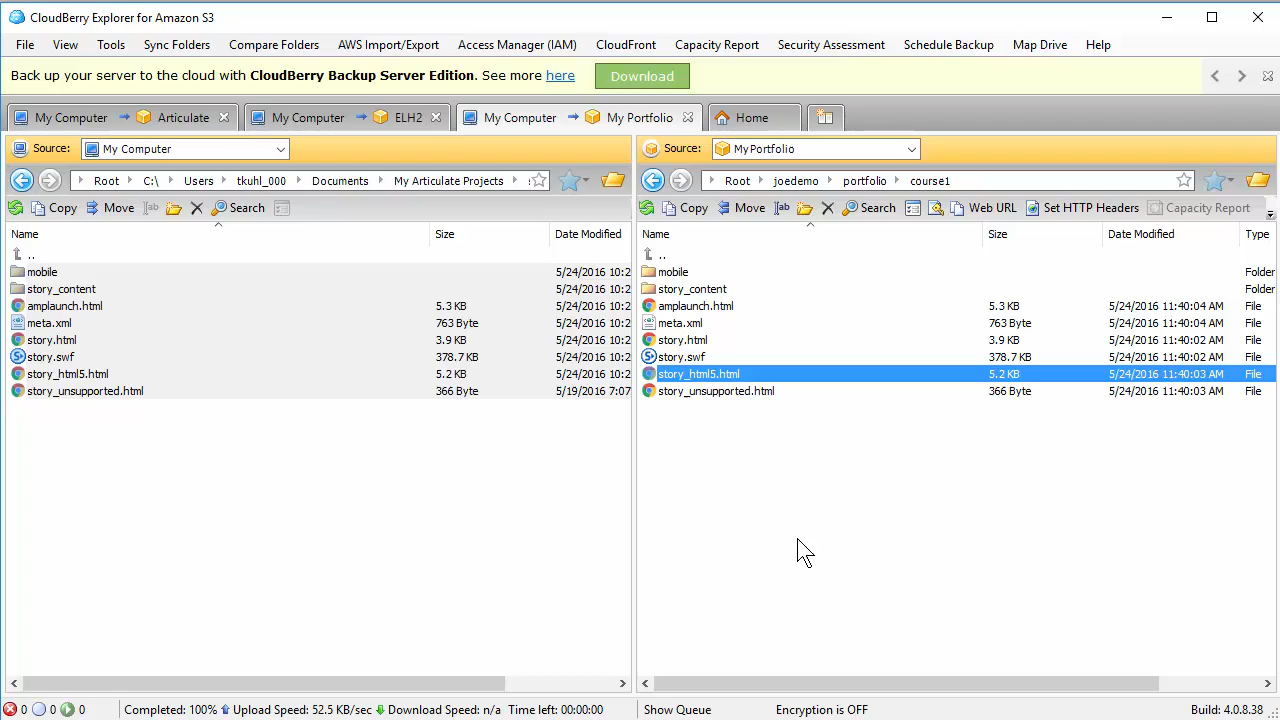 CloudBerry Explorer for Amazon S3
File View Tools Sync Folders Compare Folders AWS Import/Export Access Manager (IAM) CloudFront Capacity Report Security Assessment Schedule Backup Map Drive Help
Back up your server to the cloud with CloudBerry Backup Server Edition. See more here Download
My Computer Articulate My Computer ELH2 My Computer My Portfolio Home
Source: My Computer
Root C:\ Users tkuhl_000 Documents My Articulate Projects
Copy Move Search
Name Size Date Modified
..
mobile 5/24/2016 10:2
story_content 5/24/2016 10:2
amplaunch.html 5.3 KB 5/24/2016 10:2
meta.xml 763 Byte 5/24/2016 10:2
story.html 3.9 KB 5/24/2016 10:2
story.swf 378.7 KB 5/24/2016 10:2
story_html5.html 5.2 KB 5/24/2016 10:2
story_unsupported.html 366 Byte 5/19/2016 7:07
Source: MyPortfolio
Root joedemo portfolio course1
Copy Move Search Web URL Set HTTP Headers Capacity Report
Name Size Date Modified Type
..
mobile Folder
story_content Folder
amplaunch.html 5.3 KB 5/24/2016 11:40:04 AM File
meta.xml 763 Byte 5/24/2016 11:40:04 AM File
story.html 3.9 KB 5/24/2016 11:40:02 AM File
story.swf 378.7 KB 5/24/2016 11:40:02 AM File
story_html5.html 5.2 KB 5/24/2016 11:40:03 AM File
story_unsupported.html 366 Byte 5/24/2016 11:40:03 AM File
0 0 0 Completed: 100% Upload Speed: 52.5 KB/sec Download Speed: n/a Time left: 00:00:00 Show Queue Encryption is OFF Build: 4.0.8.38